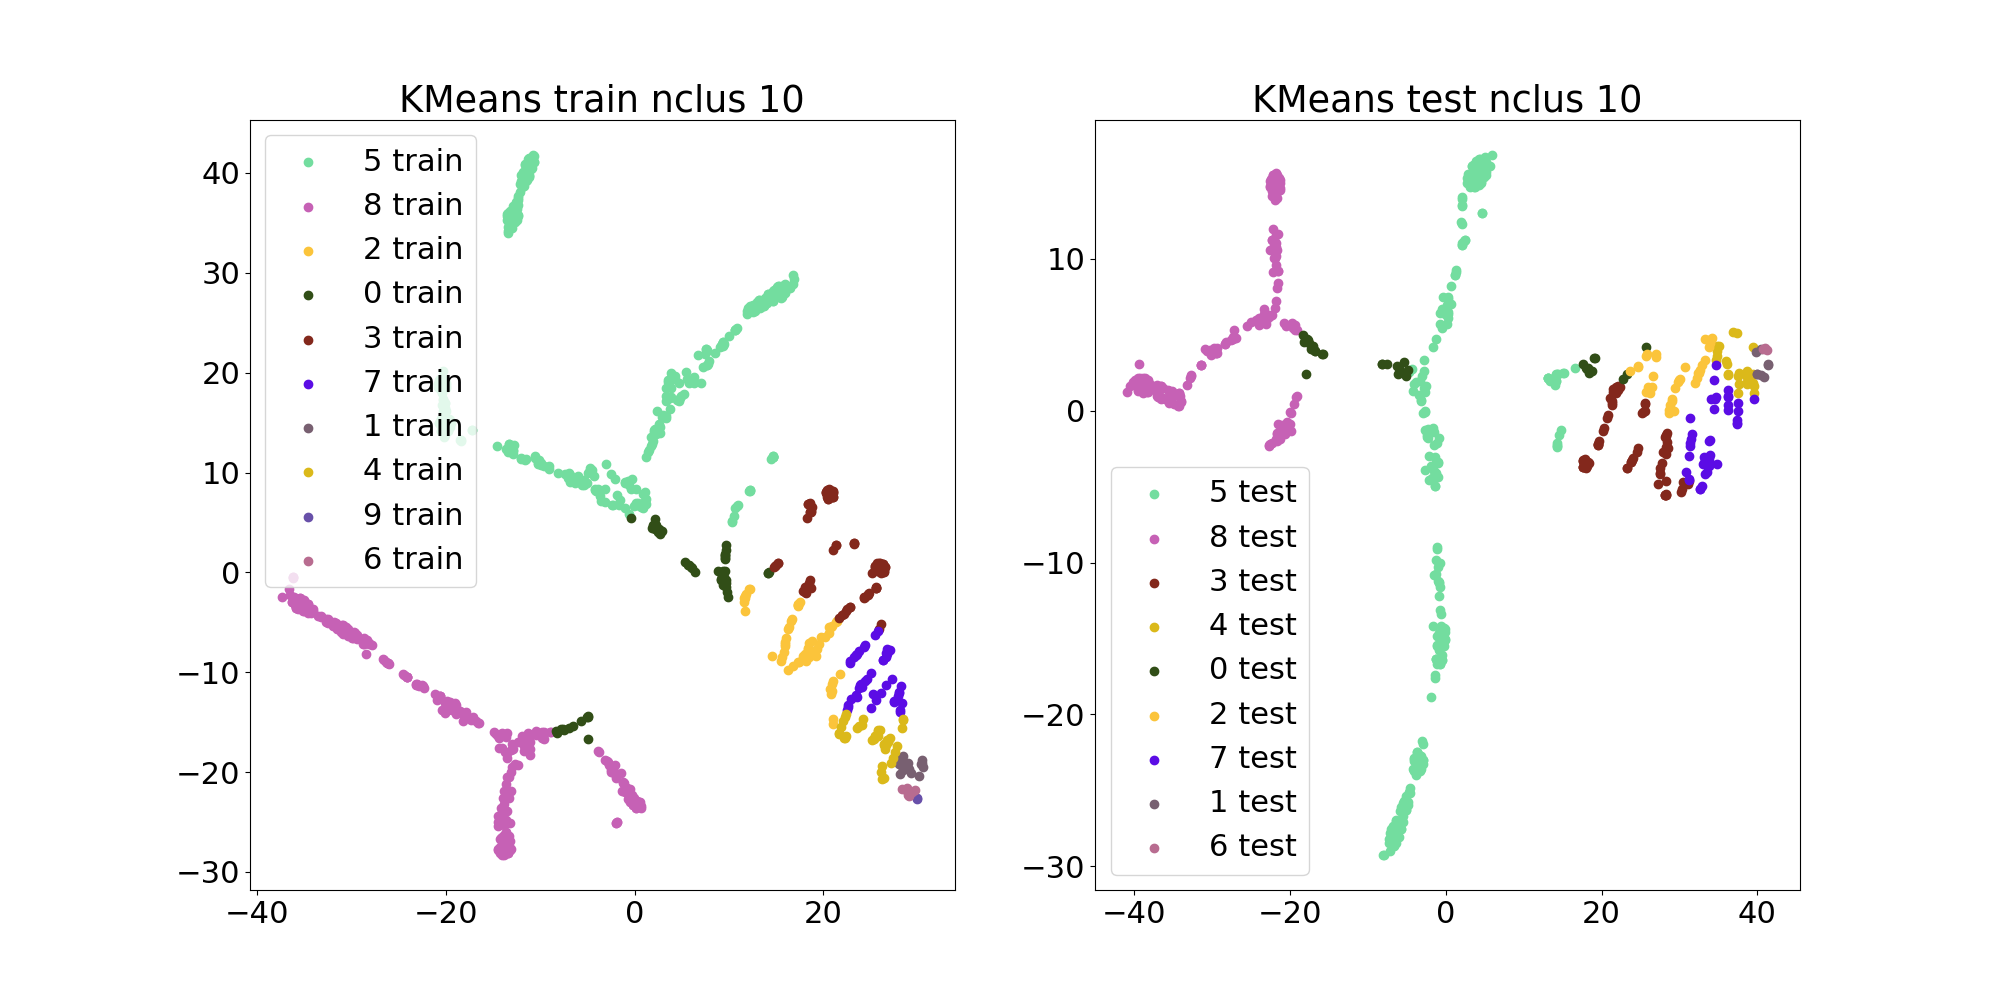 KMeans train nclus 10
5 train
8 train
2 train
0 train
3 train
7 train
1 train
4 train
9 train
6 train
40
30
20
10
0
−10
−20
−30
−40
−20
0
20
KMeans test nclus 10
5 test
8 test
3 test
4 test
0 test
2 test
7 test
1 test
6 test
10
0
−10
−20
−30
−40
−20
0
20
40